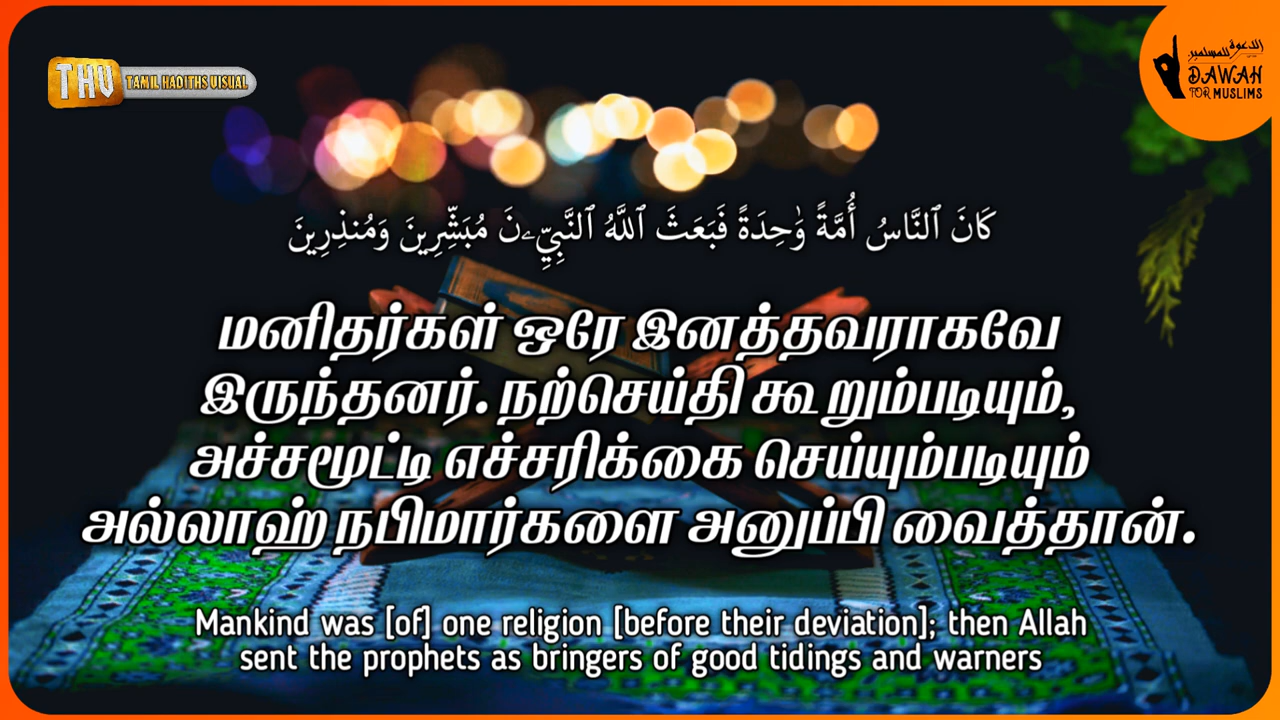 THV
TAMIL HADITHS VISUAL
الدعوة للمسلمين
DAWAH
FOR MUSLIMS
كَانَ ٱلنَّاسُ أُمَّةً وَٰحِدَةً فَبَعَثَ ٱللَّهُ ٱلنَّبِيِّـۧنَ مُبَشِّرِينَ وَمُنذِرِينَ
மனிதர்கள் ஒரே இனத்தவராகவே
இருந்தனர். நற்செய்தி கூறும்படியும்,
அச்சமூட்டி எச்சரிக்கை செய்யும்படியும்
அல்லாஹ் நபிமார்களை அனுப்பி வைத்தான்.
Mankind was [of] one religion [before their deviation]; then Allah
sent the prophets as bringers of good tidings and warners